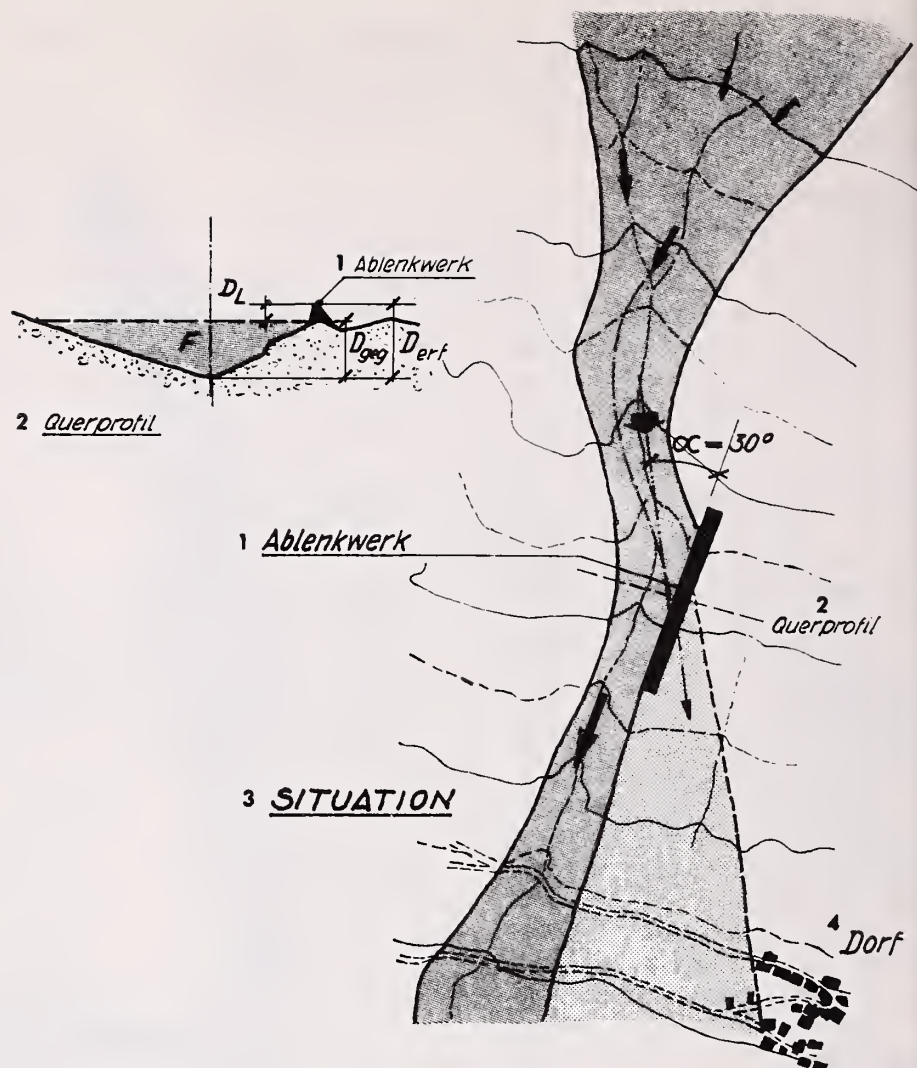 1 Ablenkwerk
D_L
F
D_geg
D_erf
2 Querprofil
α = 30°
1 Ablenkwerk
2
Querprofil
3 SITUATION
4 Dorf